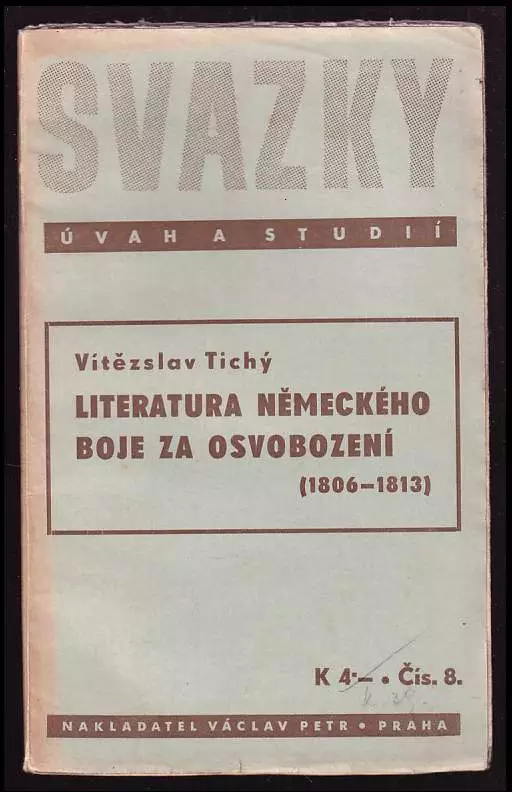 SVAZKY
ÚVAH A STUDIÍ
Vítězslav Tichý
LITERATURA NĚMECKÉHO
BOJE ZA OSVOBOZENÍ
(1806–1813)
K 4·– • Čís. 8.
NAKLADATEL VÁCLAV PETR • PRAHA